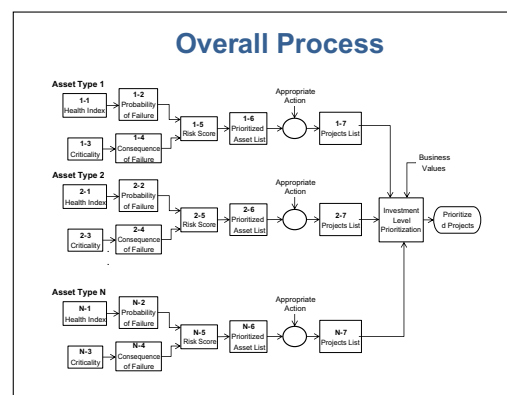 Overall Process
Asset Type 1
1-1
Health Index
1-2
Probability
of Failure
1-3
Criticality
1-4
Consequence
of Failure
1-5
Risk Score
1-6
Prioritized
Asset List
Appropriate
Action
1-7
Projects List
Asset Type 2
2-1
Health Index
2-2
Probability
of Failure
2-3
Criticality
2-4
Consequence
of Failure
2-5
Risk Score
2-6
Prioritized
Asset List
Appropriate
Action
2-7
Projects List
Business
Values
Investment
Level
Prioritization
Prioritize
d Projects
.
.
Asset Type N
N-1
Health Index
N-2
Probability
of Failure
N-3
Criticality
N-4
Consequence
of Failure
N-5
Risk Score
N-6
Prioritized
Asset List
Appropriate
Action
N-7
Projects List